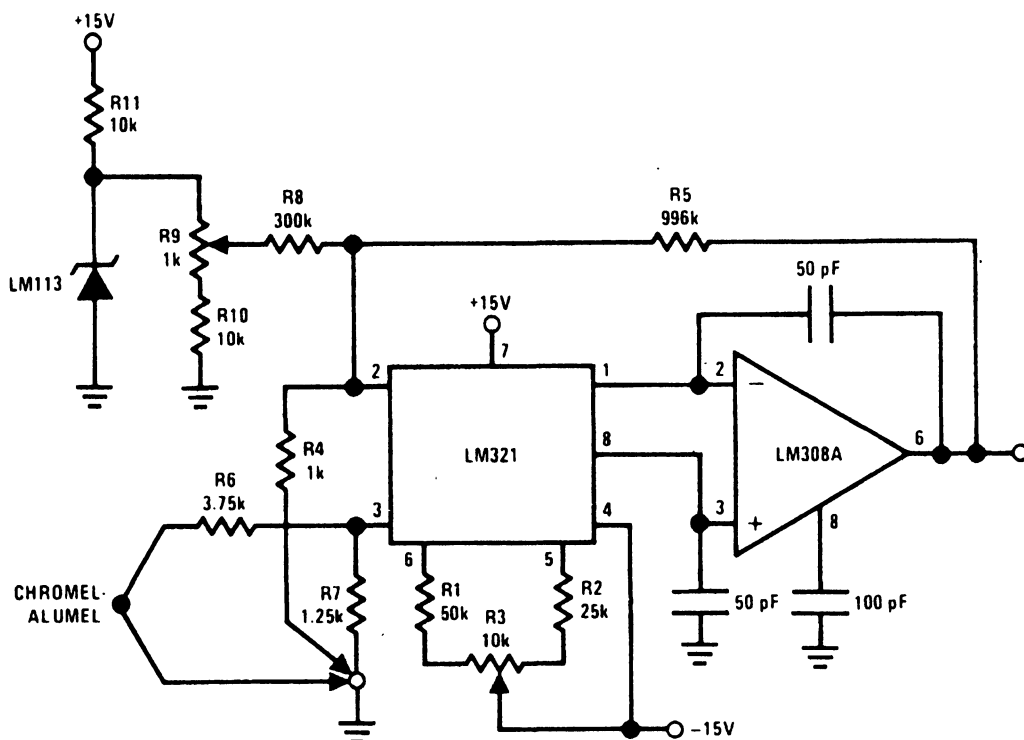 +15V
R11
10k
R8
300k
R5
996k
R9
1k
50 pF
LM113
+15V
R10
10k
7
2
1
2
−
8
LM321
6
LM308A
R4
1k
R6
3.75k
3
4
3
+
8
6
5
CHROMEL-
ALUMEL
R7
1.25k
R1
50k
R2
25k
R3
10k
50 pF
100 pF
−15V